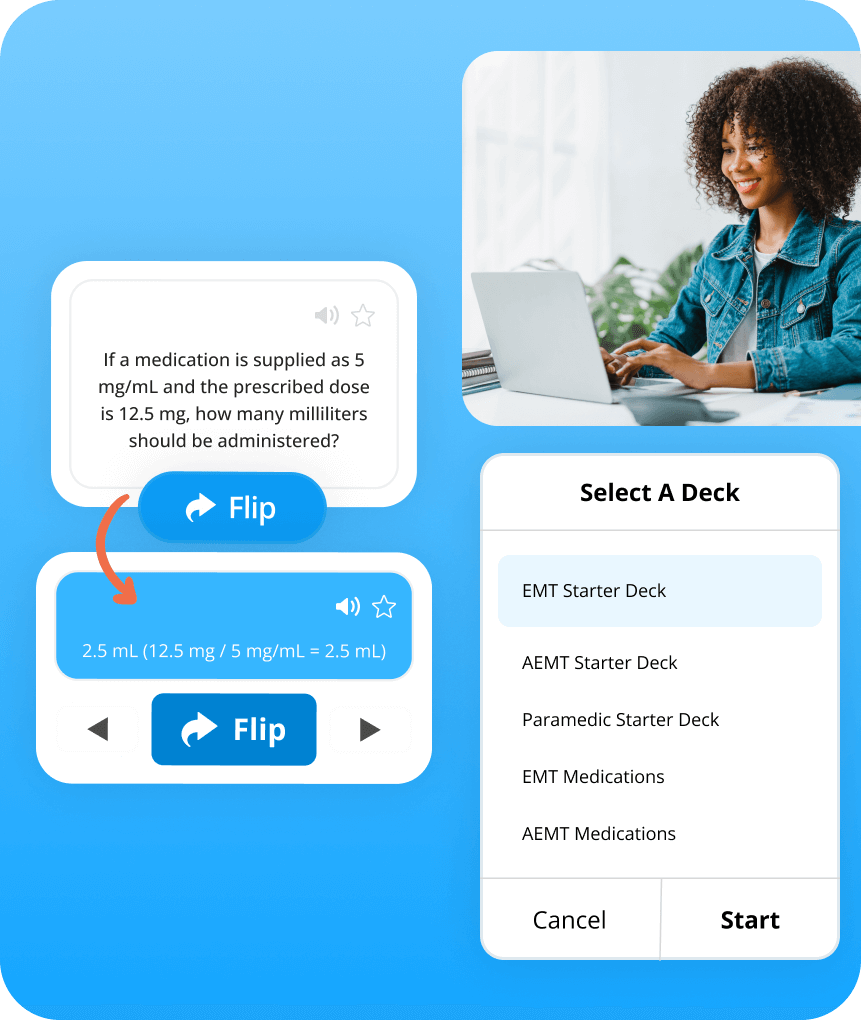 If a medication is supplied as 5
mg/mL and the prescribed dose
is 12.5 mg, how many milliliters
should be administered?
Flip
2.5 mL (12.5 mg / 5 mg/mL = 2.5 mL)
Flip
Select A Deck
EMT Starter Deck
AEMT Starter Deck
Paramedic Starter Deck
EMT Medications
AEMT Medications
Cancel
Start